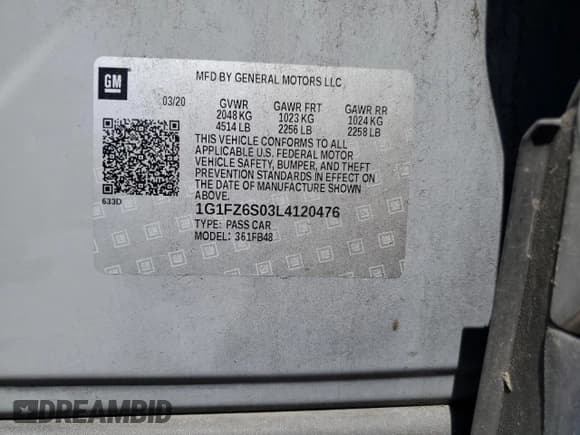 GM
MFD BY GENERAL MOTORS LLC
03/20 GVWR GAWR FRT GAWR RR
2048 KG 1023 KG 1024 KG
4514 LB 2256 LB 2258 LB
THIS VEHICLE CONFORMS TO ALL
APPLICABLE U.S. FEDERAL MOTOR
VEHICLE SAFETY, BUMPER, AND THEFT
PREVENTION STANDARDS IN EFFECT ON
THE DATE OF MANUFACTURE SHOWN
ABOVE.
633D
1G1FZ6S03L4120476
TYPE: PASS CAR
MODEL: 361FB48
DREAMBID